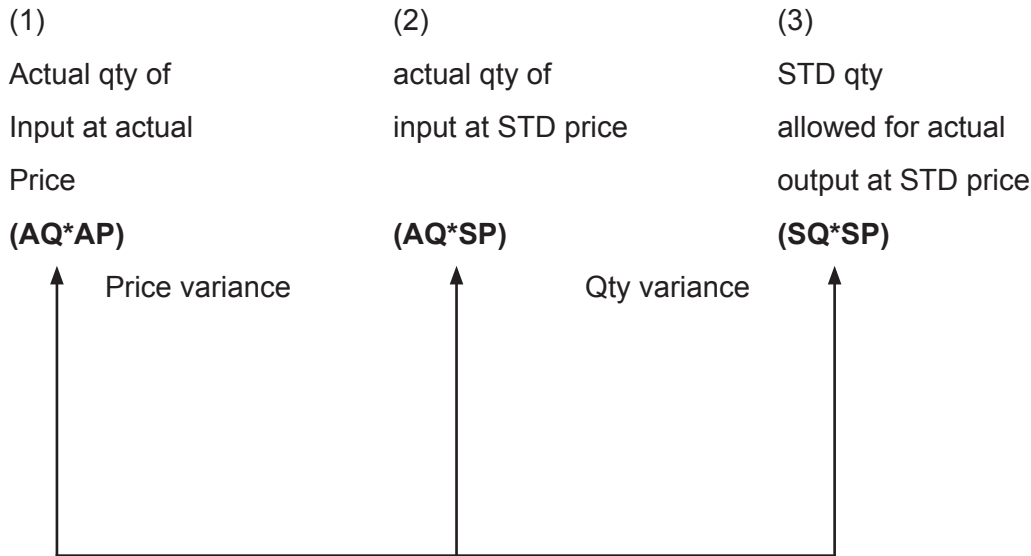 (1) (2) (3)
Actual qty of actual qty of STD qty
Input at actual input at STD price allowed for actual
Price output at STD price
(AQ*AP) (AQ*SP) (SQ*SP)
Price variance Qty variance